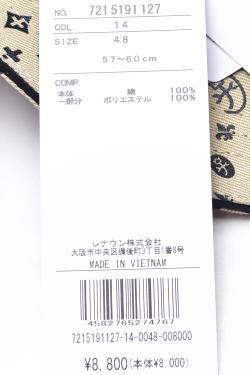 NO. 7215191127
COL. 14
SIZE 48
57～60cm
COMP.
本体 綿 100%
一部分 ポリエステル 100%
レナウン株式会社
大阪市中央区備後町3丁目1番8号
MADE IN VIETNAM
4582765274767
7215191127-14-0048-008000
¥8,800(本体¥8,000)